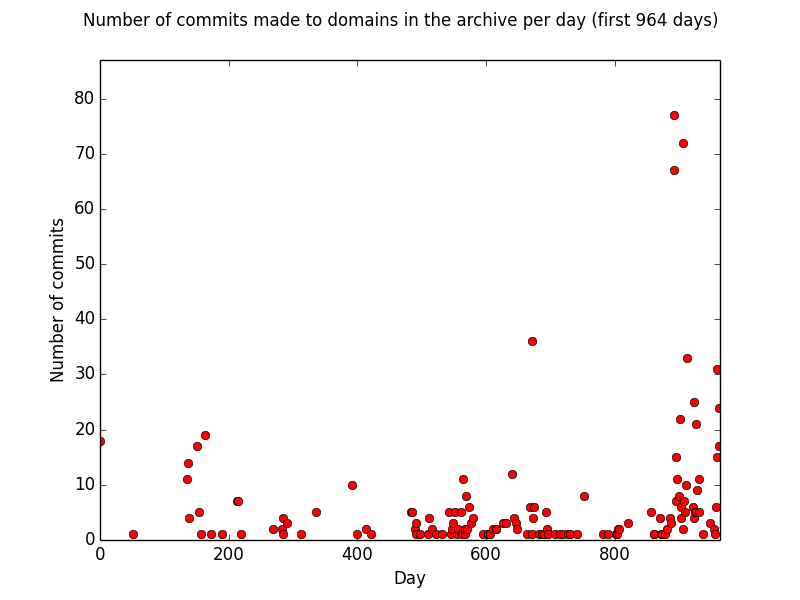 Number of commits made to domains in the archive per day (first 964 days)
80
70
60
50
40
30
20
10
0
0 200 400 600 800
Number of commits
Day